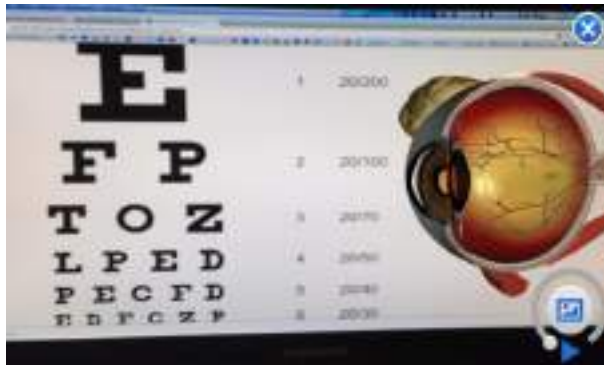 E 1 20/200
F P 2 20/100
T O Z 3 20/70
L P E D 4 20/50
P E C F D 5 20/40
E D F C Z P 6 20/30